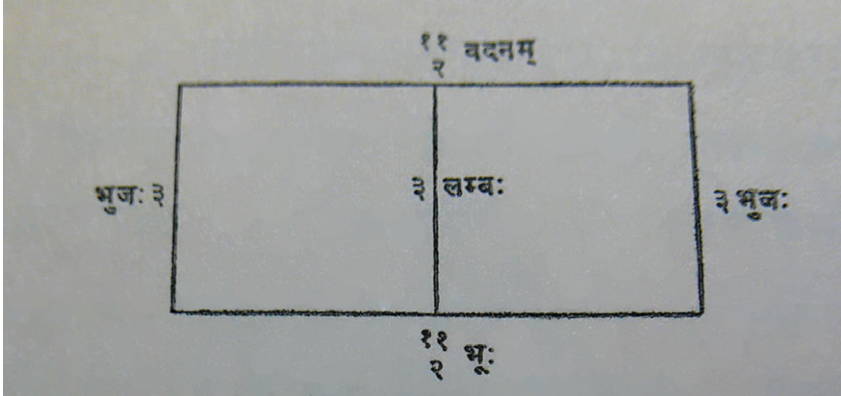 ११ वदनम्
२
भुजः ३
३ लम्बः
३ भुजः
११
२ भूः